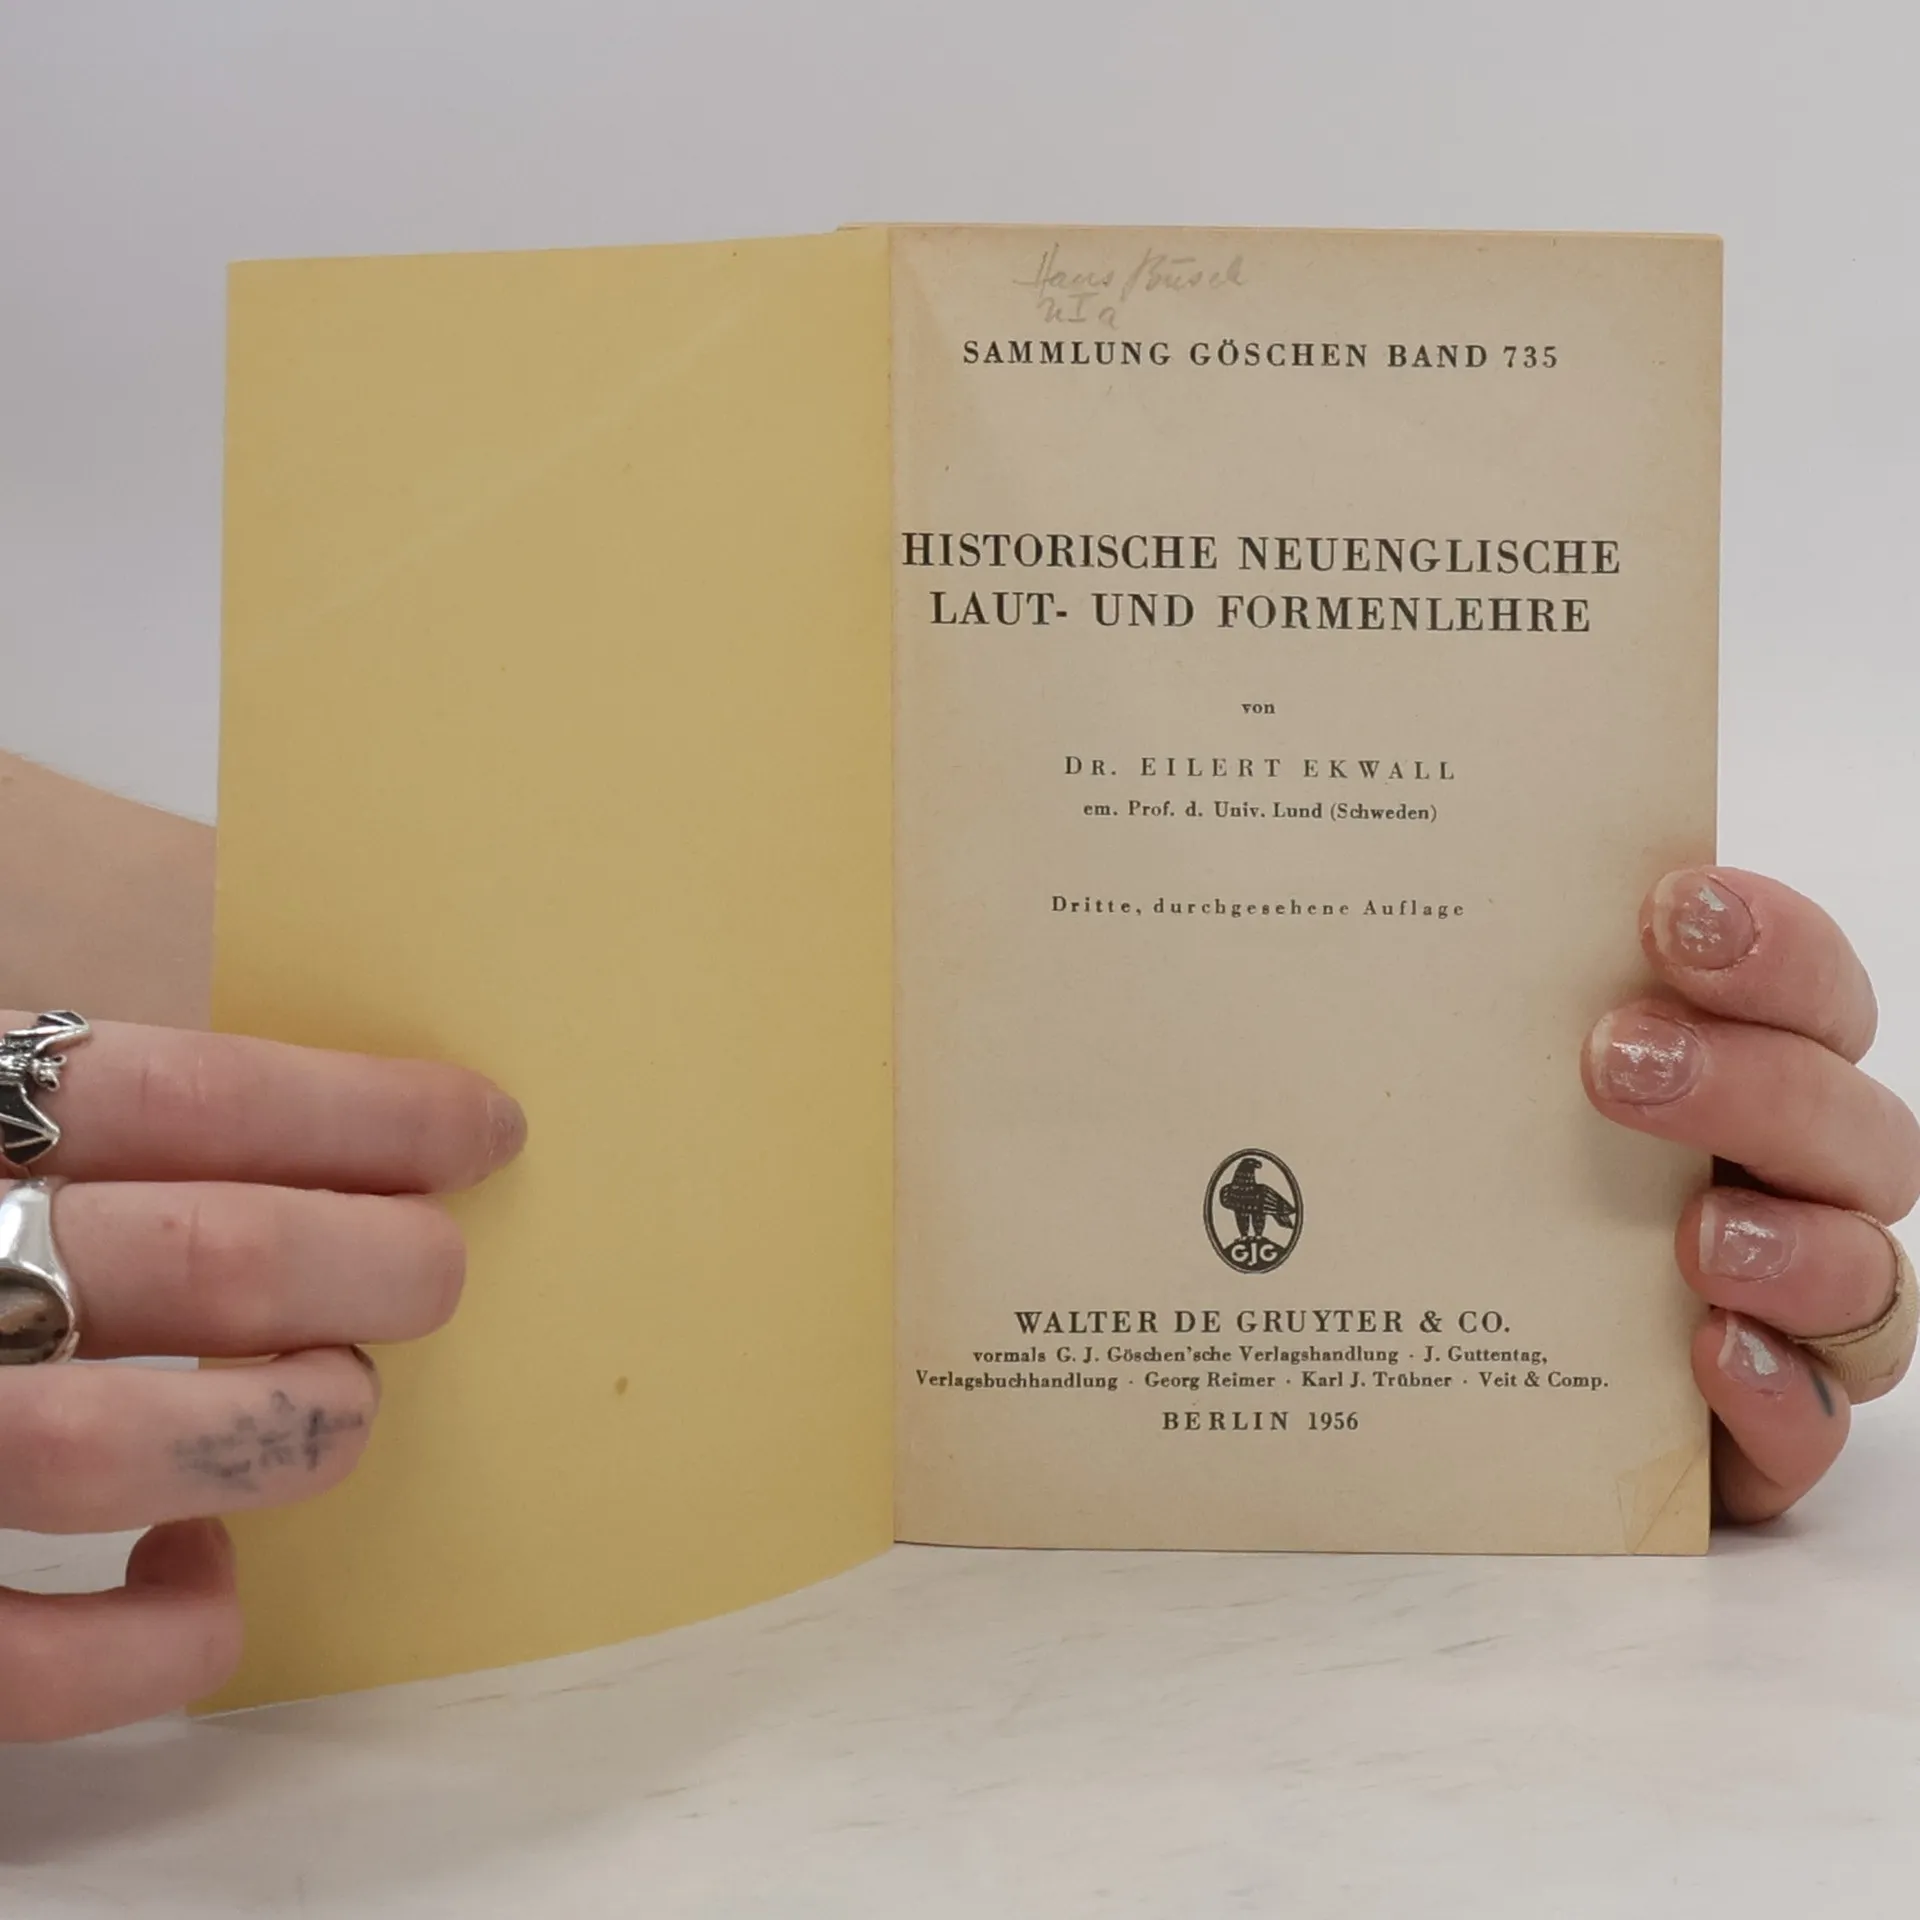 Hans Busch
SAMMLUNG GÖSCHEN BAND 735
HISTORISCHE NEUENGLISCHE
LAUT- UND FORMENLEHRE
von
DR. EILERT EKWALL
em. Prof. d. Univ. Lund (Schweden)
Dritte, durchgesehene Auflage
GJG
WALTER DE GRUYTER & CO.
vormals G. J. Göschen'sche Verlagshandlung · J. Guttentag,
Verlagsbuchhandlung · Georg Reimer · Karl J. Trübner · Veit & Comp.
BERLIN 1956